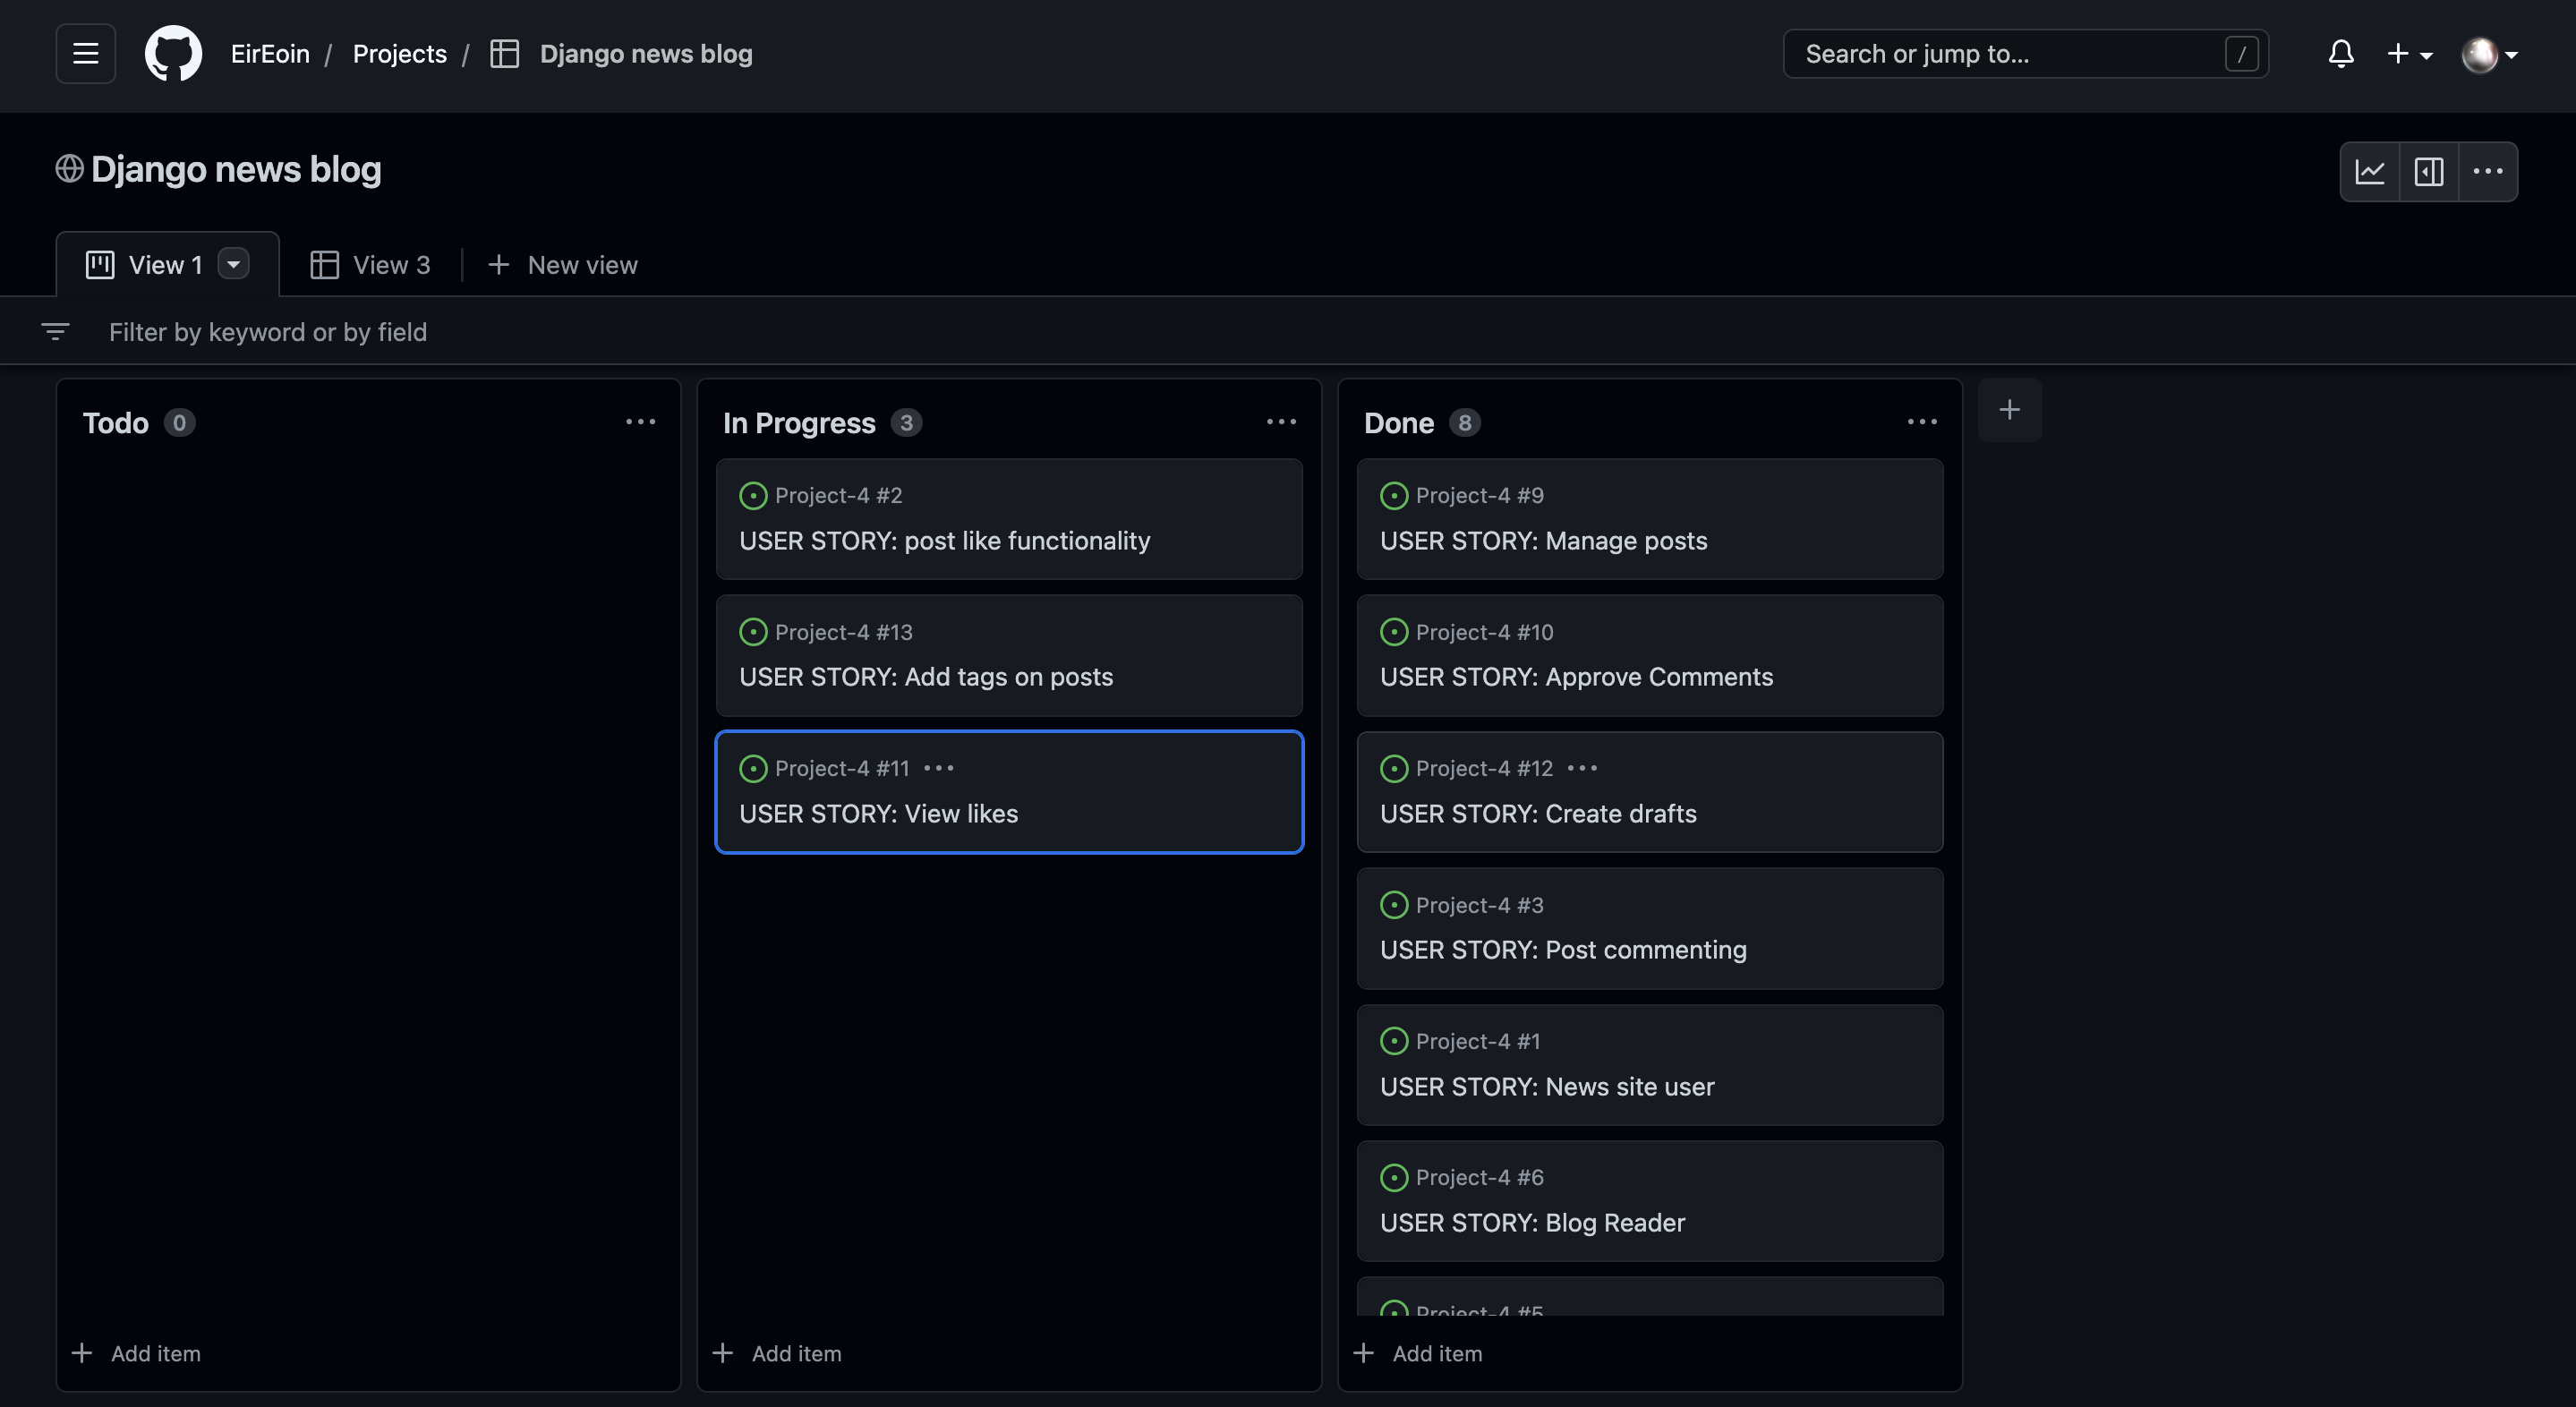 EirEoin / Projects / Django news blog
Search or jump to... /
Django news blog
View 1
View 3
New view
Filter by keyword or by field
Todo 0
In Progress 3
Project-4 #2
USER STORY: post like functionality
Project-4 #13
USER STORY: Add tags on posts
Project-4 #11
USER STORY: View likes
Done 8
Project-4 #9
USER STORY: Manage posts
Project-4 #10
USER STORY: Approve Comments
Project-4 #12
USER STORY: Create drafts
Project-4 #3
USER STORY: Post commenting
Project-4 #1
USER STORY: News site user
Project-4 #6
USER STORY: Blog Reader
Project-4 #5
Add item
Add item
Add item